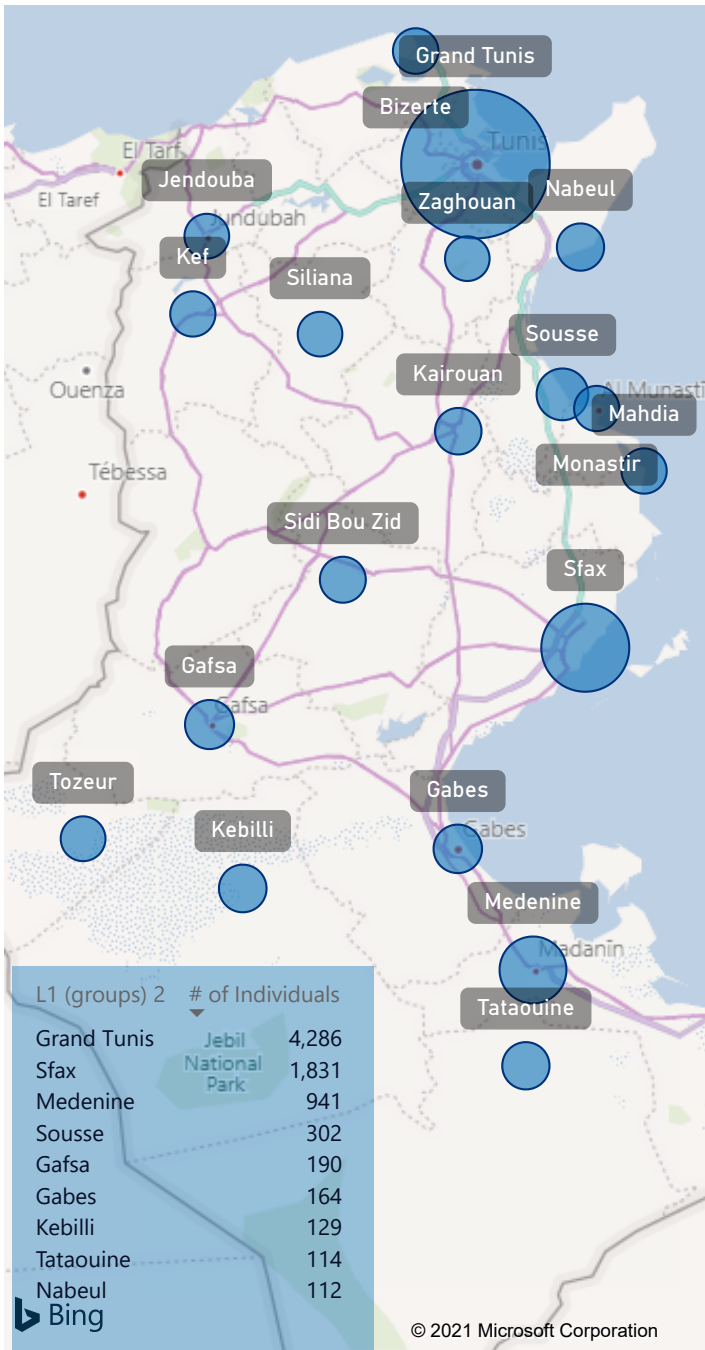 Grand Tunis
Bizerte
Tunis
El Tarf
Jendouba
El Taref
Zaghouan
Nabeul
Jundubah
Kef
Siliana
Sousse
Kairouan
Ouenza
Al Munastī
Mahdia
Monastir
Tébessa
Sidi Bou Zid
Sfax
Gafsa
Gafsa
Tozeur
Gabes
Kebilli
Gabes
Medenine
Madanīn
Tataouine
L1 (groups) 2 # of Individuals
Grand Tunis 4,286
Sfax 1,831
Medenine 941
Sousse 302
Gafsa 190
Gabes 164
Kebilli 129
Tataouine 114
Nabeul 112
Jebil
National
Park
Bing
© 2021 Microsoft Corporation